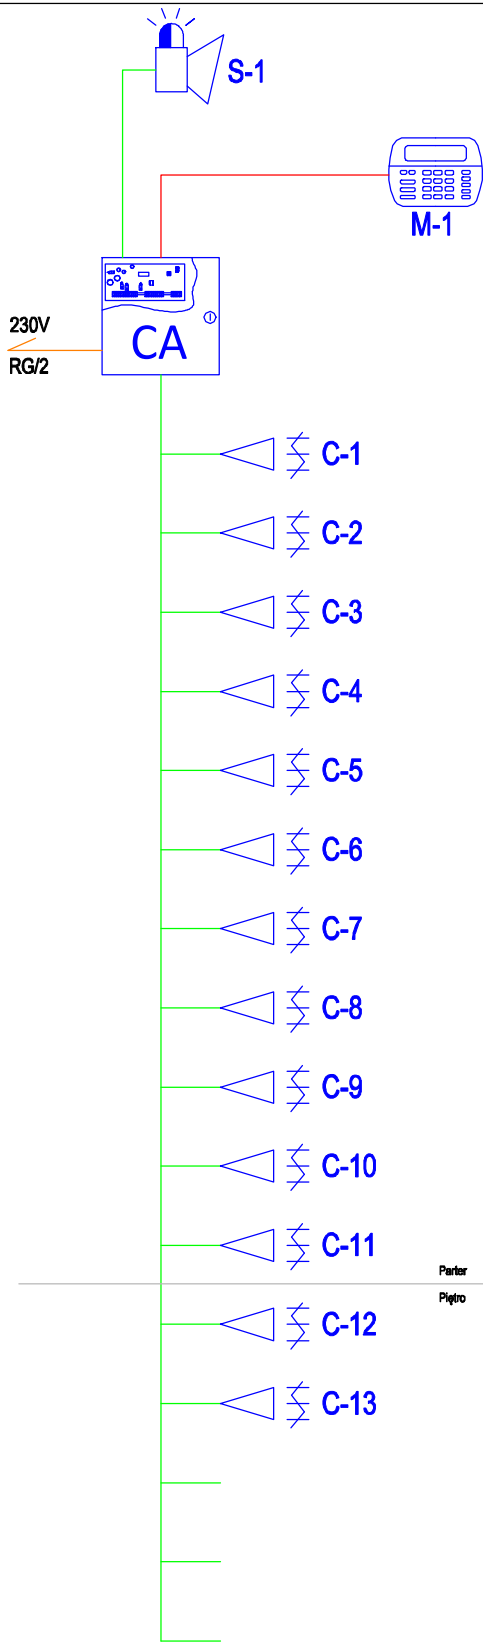 S-1
M-1
230V
CA
RG/2
C-1
C-2
C-3
C-4
C-5
C-6
C-7
C-8
C-9
C-10
C-11
Parter
Piętro
C-12
C-13